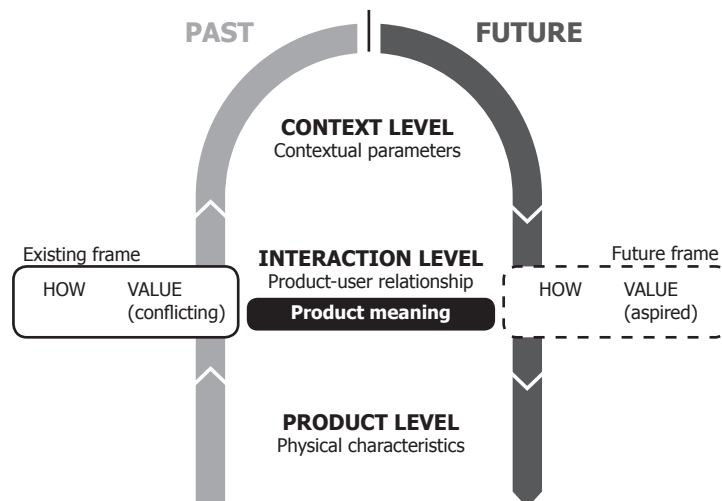 PAST FUTURE
CONTEXT LEVEL
Contextual parameters
Existing frame
HOW VALUE
(conflicting)
INTERACTION LEVEL
Product-user relationship
Product meaning
Future frame
HOW VALUE
(aspired)
PRODUCT LEVEL
Physical characteristics